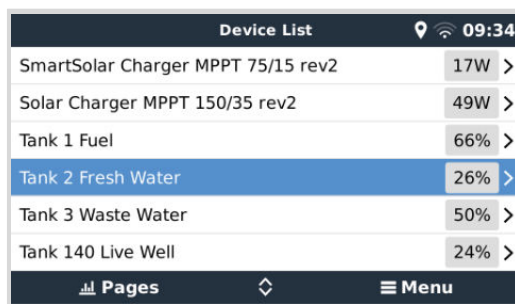 Device List 09:34
SmartSolar Charger MPPT 75/15 rev2 17W
Solar Charger MPPT 150/35 rev2 49W
Tank 1 Fuel 66%
Tank 2 Fresh Water 26%
Tank 3 Waste Water 50%
Tank 140 Live Well 24%
Pages Menu